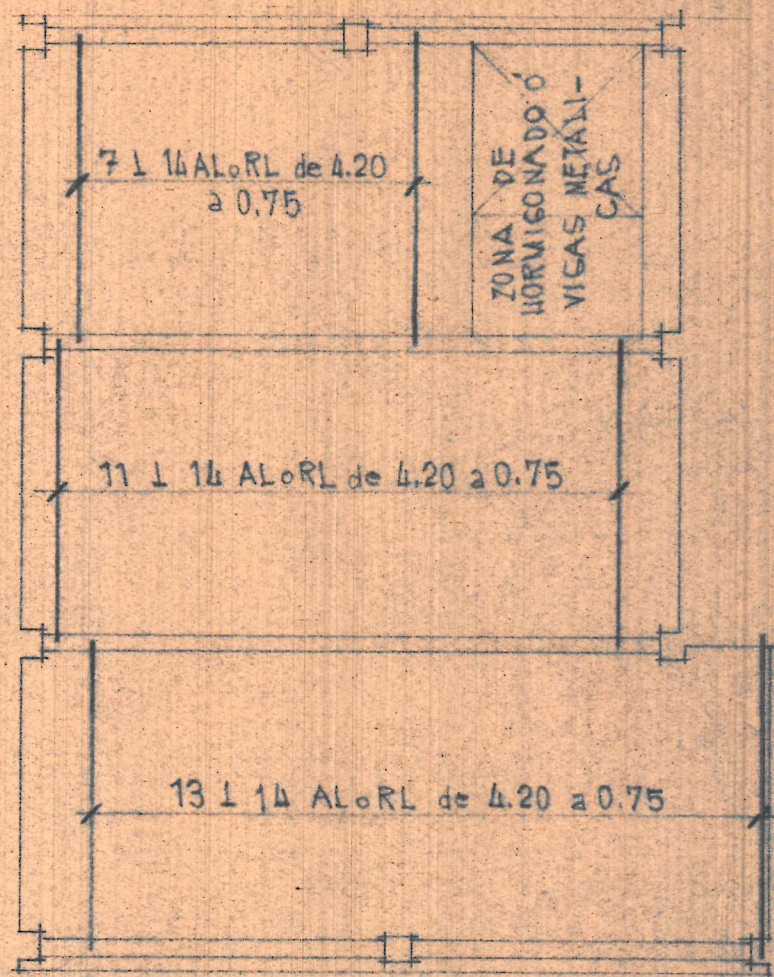 7 ⊥ 14 ALoRL de 4.20
a 0,75
ZONA DE
HORMIGONADO Ó
VIGAS METÁLI-
CAS
11 ⊥ 14 ALoRL de 4.20 a 0.75
13 ⊥ 14 ALoRL de 4.20 a 0.75